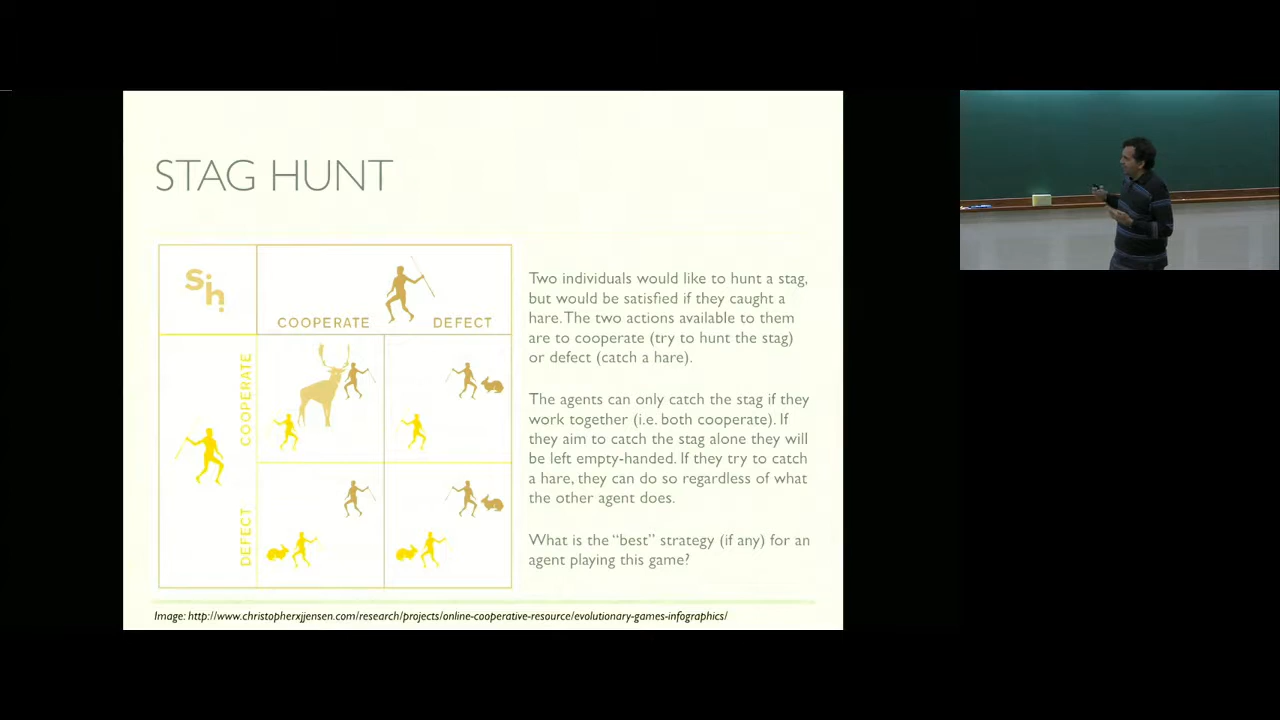 STAG HUNT
sh.
COOPERATE DEFECT
COOPERATE
DEFECT
Two individuals would like to hunt a stag,
but would be satisfied if they caught a
hare. The two actions available to them
are to cooperate (try to hunt the stag)
or defect (catch a hare).
The agents can only catch the stag if they
work together (i.e. both cooperate). If
they aim to catch the stag alone they will
be left empty-handed. If they try to catch
a hare, they can do so regardless of what
the other agent does.
What is the “best” strategy (if any) for an
agent playing this game?
Image: http://www.christopherxjjensen.com/research/projects/online-cooperative-resource/evolutionary-games-infographics/